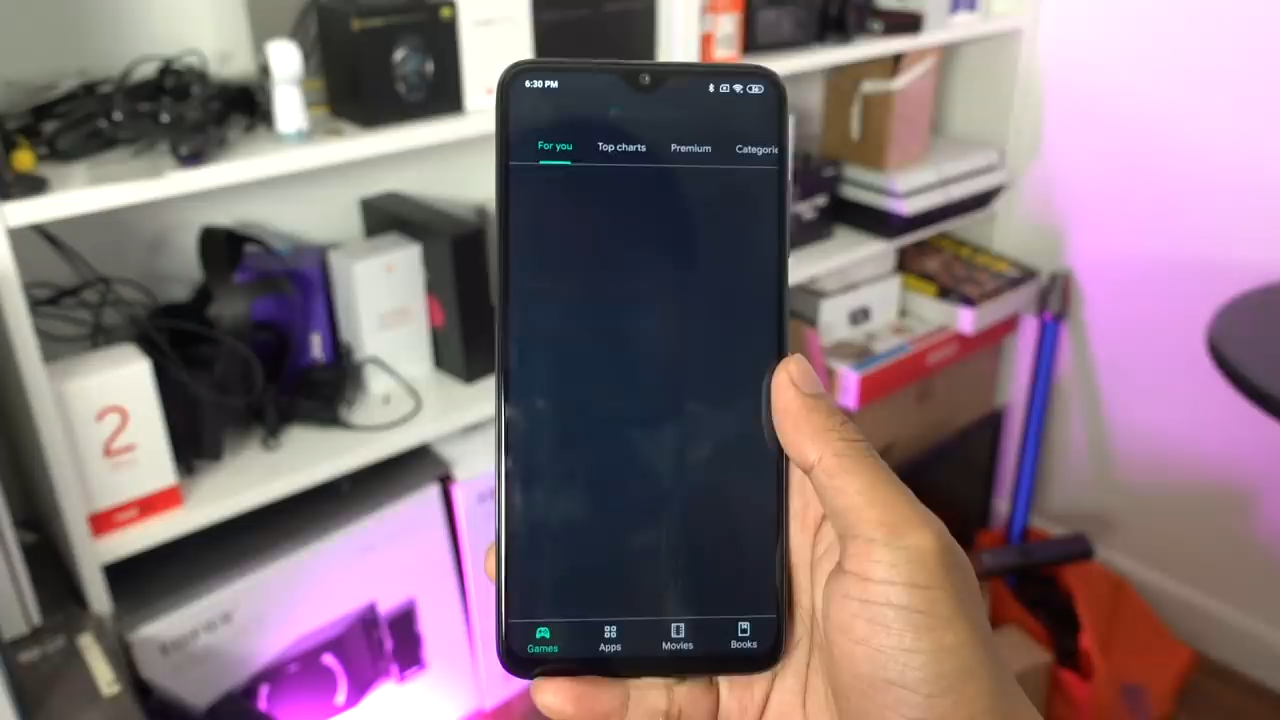 6:30 PM
For you
Top charts
Premium
Categorie
Games
Apps
Movies
Books
2